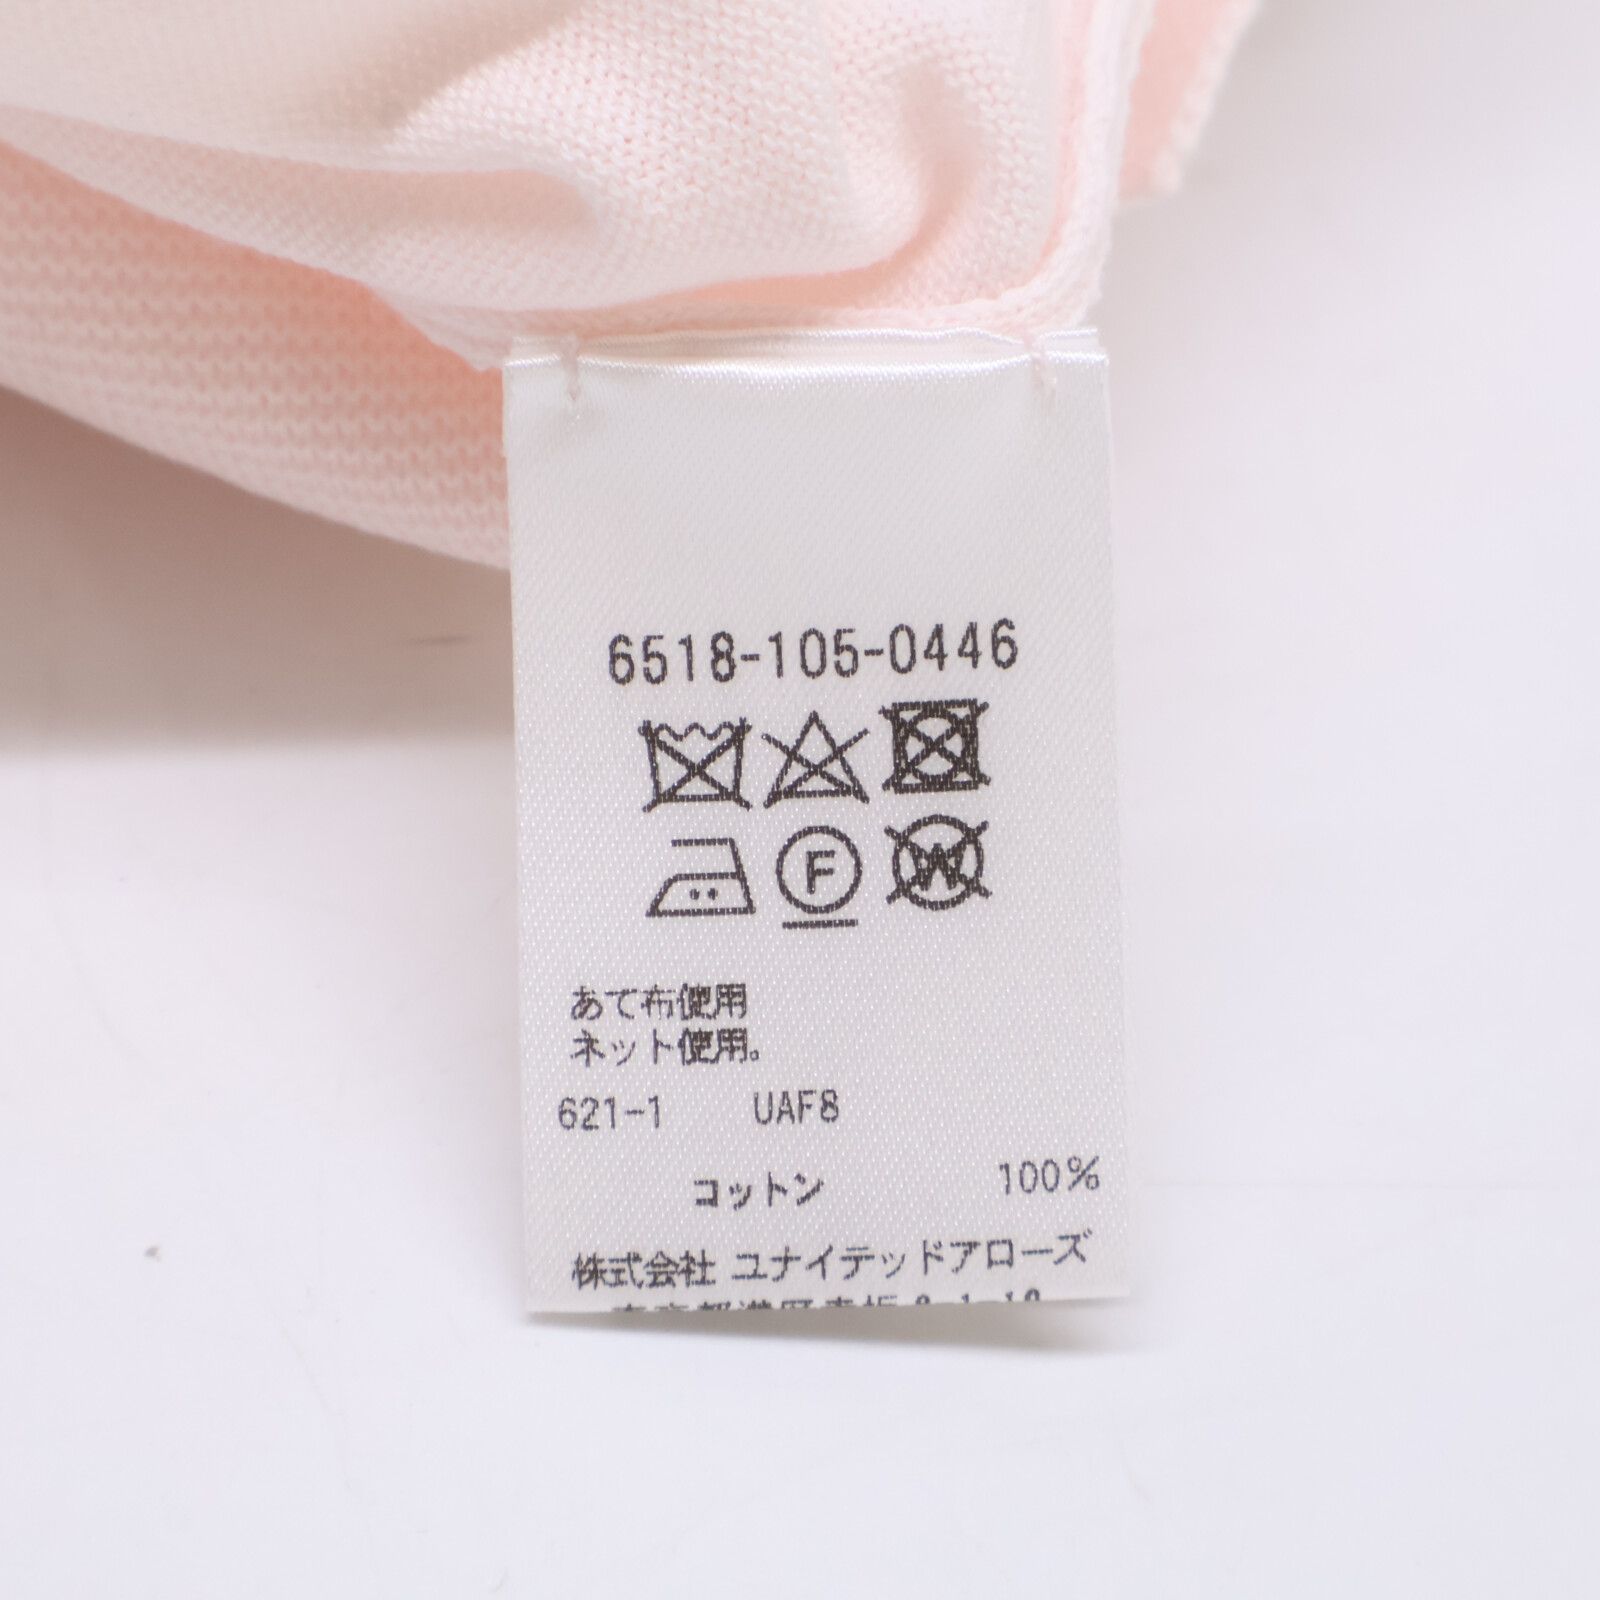 6518-105-0446
F W
あて布使用
ネット使用。
621-1 UAF8
コットン 100%
株式会社 ユナイテッドアローズ